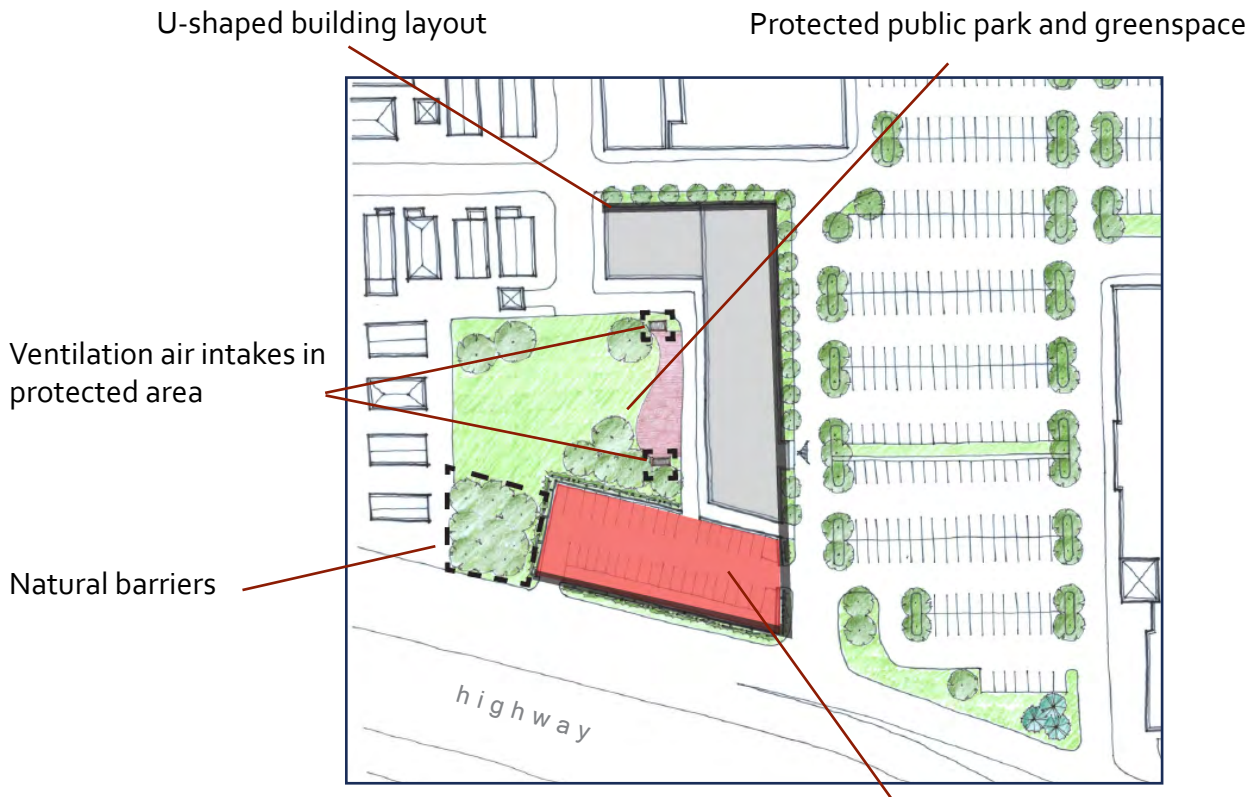 U-shaped building layout
Protected public park and greenspace
Ventilation air intakes in
protected area
Natural barriers
highway